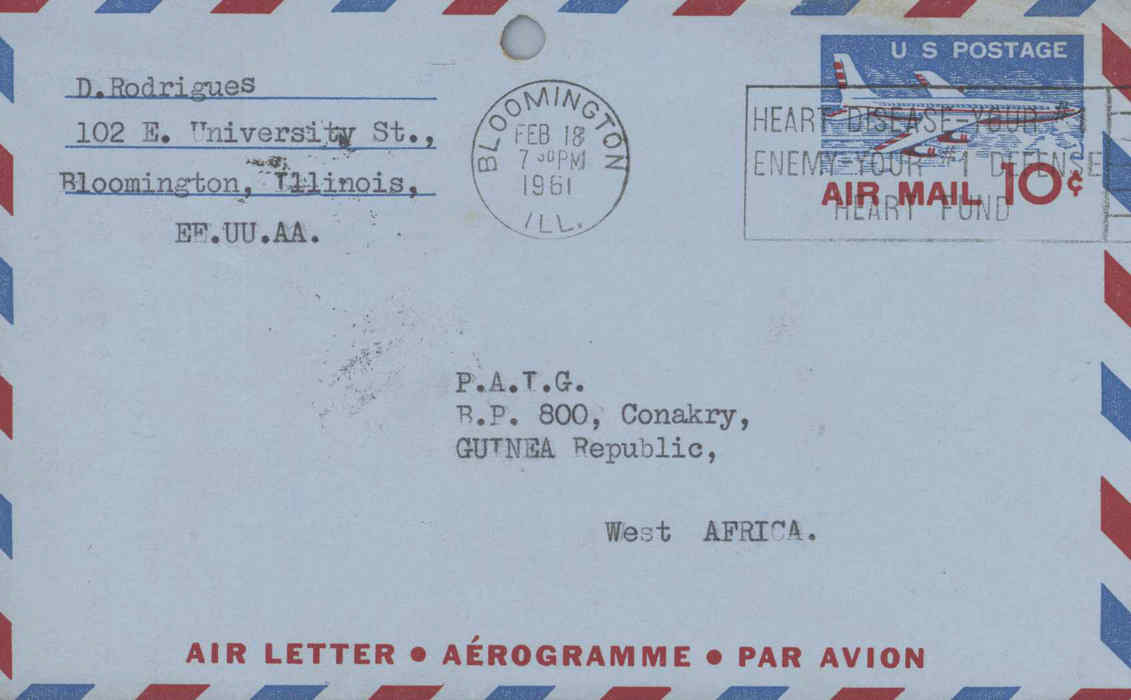 D.Rodrigues
102 E. University St.,
Bloomington, Illinois,
EE.UU.AA.
BLOOMINGTON
FEB 18
7 30PM
1961
ILL.
U S POSTAGE
HEART DISEASE-YOUR #1
ENEMY-YOUR #1 DEFENSE
HEART FUND
AIR MAIL 10¢
P.A.T.G.
B.P. 800, Conakry,
GUINEA Republic,
West AFRICA.
AIR LETTER • AÉROGRAMME • PAR AVION